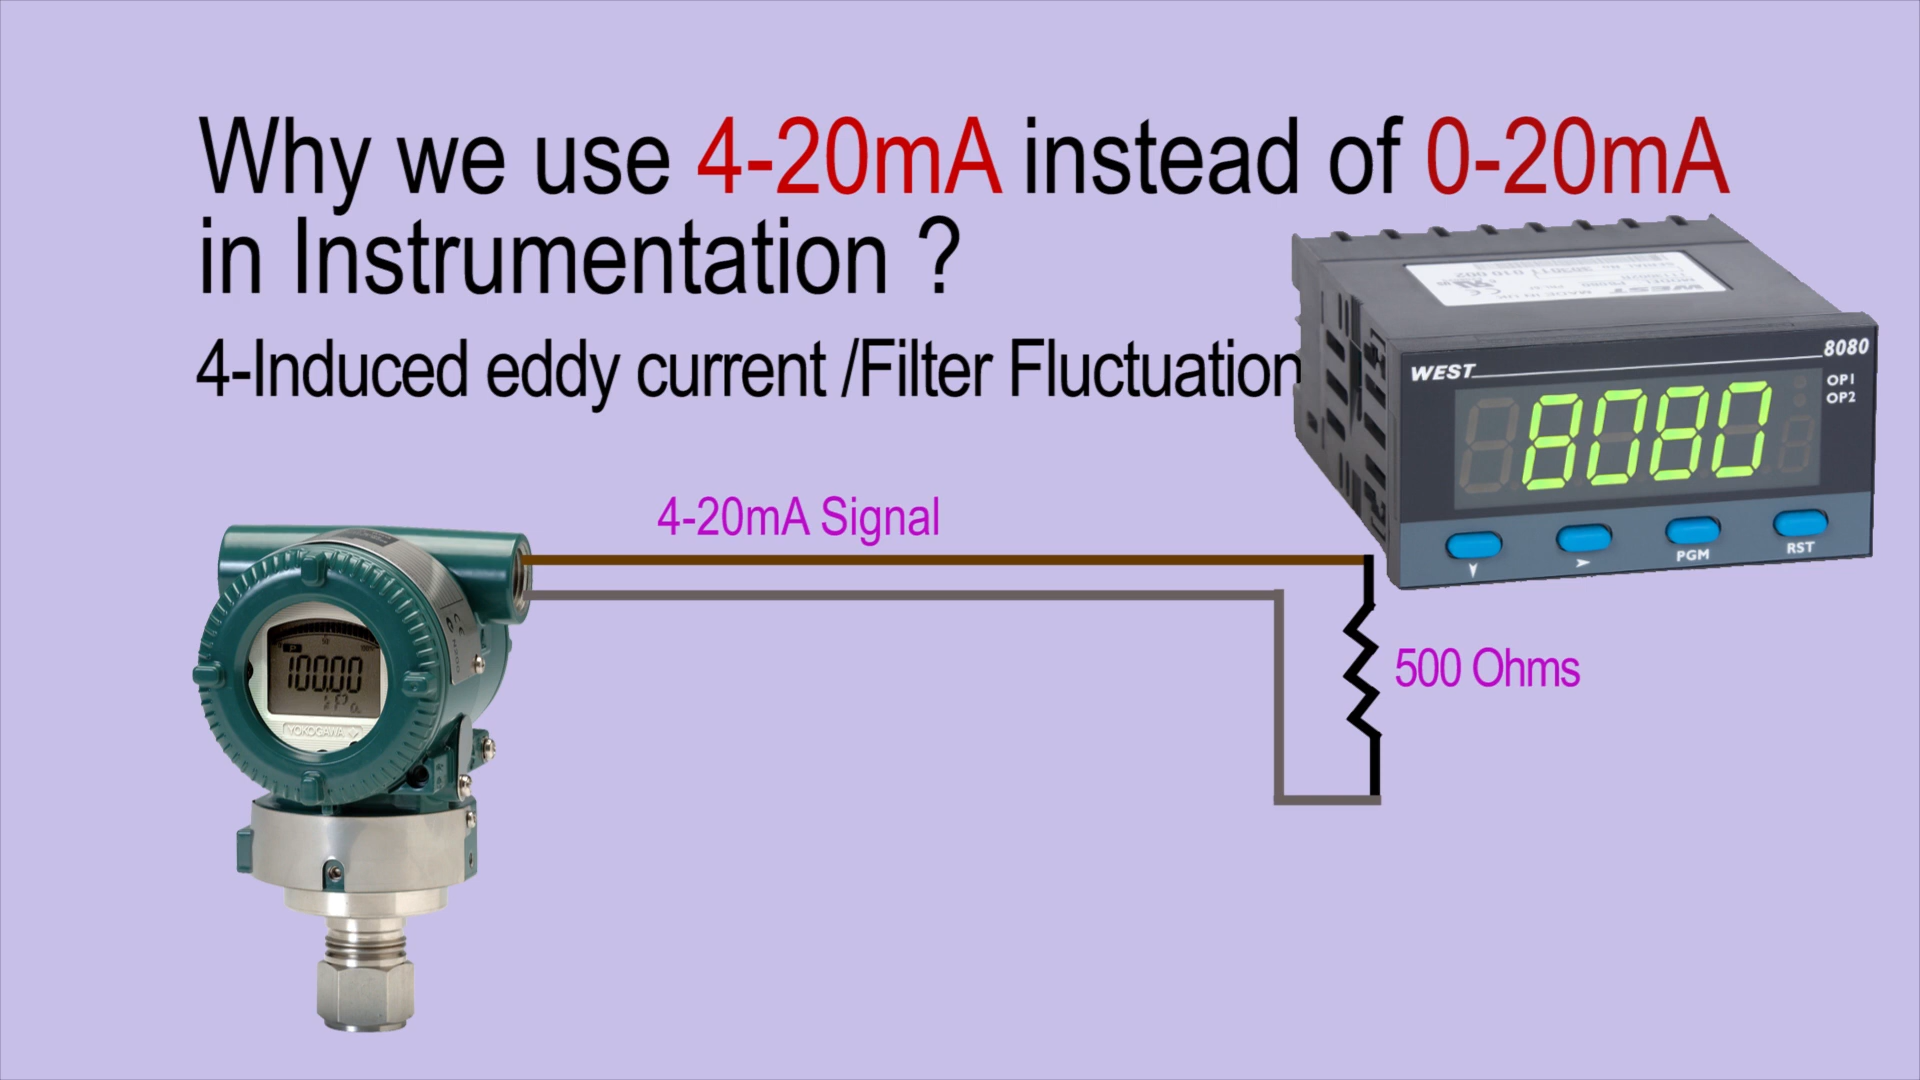 Why we use 4-20mA instead of 0-20mA
in Instrumentation ?
4-Induced eddy current /Filter Fluctuation
WEST
8080
OP1
OP2
8080
PGM
RST
4-20mA Signal
500 Ohms
100.00
kPa
YOKOGAWA